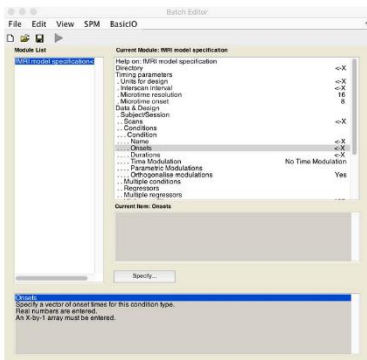 Batch Editor
File Edit View SPM BasicIO
Module List
Current Module: fMRI model specification
fMRI model specification<-X
Help on: fMRI model specification
Directory <-X
Timing parameters
. Units for design <-X
. Interscan interval <-X
. Microtime resolution 16
. Microtime onset 8
Data & Design
. Subject/Session
. . Scans <-X
. . Conditions
. . . Condition
. . . . Name <-X
. . . . Onsets <-X
. . . . Durations <-X
. . . . Time Modulation No Time Modulation
. . . . Parametric Modulations
. . . . Orthogonalise modulations Yes
. . Multiple conditions
. . Regressors
. . Multiple regressors
Current Item: Onsets
Specify...
Onsets
Specify a vector of onset times for this condition type.
Real numbers are entered.
An X-by-1 array must be entered.